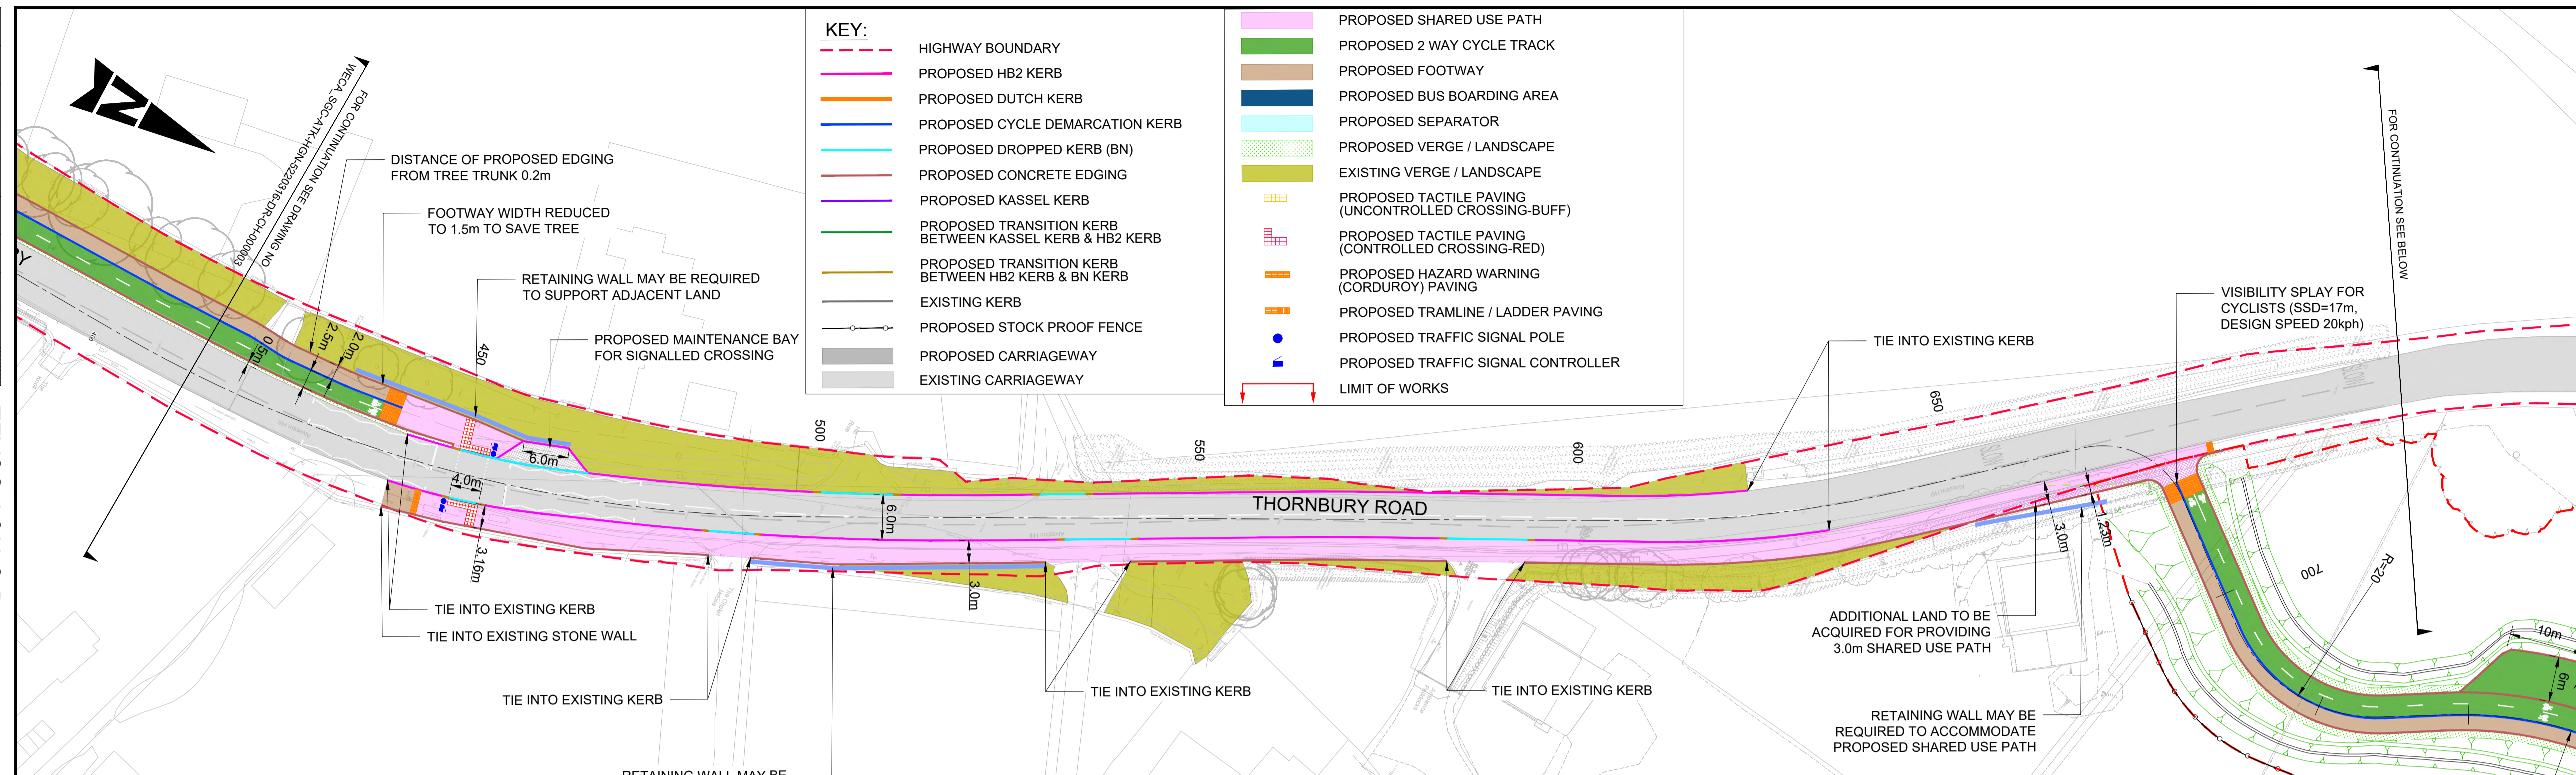 KEY:
HIGHWAY BOUNDARY
PROPOSED HB2 KERB
PROPOSED DUTCH KERB
PROPOSED CYCLE DEMARCATION KERB
PROPOSED DROPPED KERB (BN)
PROPOSED CONCRETE EDGING
PROPOSED KASSEL KERB
PROPOSED TRANSITION KERB
BETWEEN KASSEL KERB & HB2 KERB
PROPOSED TRANSITION KERB
BETWEEN HB2 KERB & BN KERB
EXISTING KERB
PROPOSED STOCK PROOF FENCE
PROPOSED CARRIAGEWAY
EXISTING CARRIAGEWAY
PROPOSED SHARED USE PATH
PROPOSED 2 WAY CYCLE TRACK
PROPOSED FOOTWAY
PROPOSED BUS BOARDING AREA
PROPOSED SEPARATOR
PROPOSED VERGE / LANDSCAPE
EXISTING VERGE / LANDSCAPE
PROPOSED TACTILE PAVING
(UNCONTROLLED CROSSING-BUFF)
PROPOSED TACTILE PAVING
(CONTROLLED CROSSING-RED)
PROPOSED HAZARD WARNING
(CORDUROY) PAVING
PROPOSED TRAMLINE / LADDER PAVING
PROPOSED TRAFFIC SIGNAL POLE
PROPOSED TRAFFIC SIGNAL CONTROLLER
LIMIT OF WORKS
N
FOR CONTINUATION SEE DRAWING NO
WECA_SGC-ATK-HGN-5220316-DR-CH-000003
DISTANCE OF PROPOSED EDGING
FROM TREE TRUNK 0.2m
FOOTWAY WIDTH REDUCED
TO 1.5m TO SAVE TREE
RETAINING WALL MAY BE REQUIRED
TO SUPPORT ADJACENT LAND
PROPOSED MAINTENANCE BAY
FOR SIGNALLED CROSSING
0.5m
2.5m
2.0m
450
6.0m
4.0m
3.16m
500
6.0m
3.0m
550
THORNBURY ROAD
600
650
TIE INTO EXISTING KERB
VISIBILITY SPLAY FOR
CYCLISTS (SSD=17m,
DESIGN SPEED 20kph)
FOR CONTINUATION SEE BELOW
3.0m
1.23m
700
R=20
10m
6m
TIE INTO EXISTING KERB
TIE INTO EXISTING STONE WALL
TIE INTO EXISTING KERB
TIE INTO EXISTING KERB
TIE INTO EXISTING KERB
ADDITIONAL LAND TO BE
ACQUIRED FOR PROVIDING
3.0m SHARED USE PATH
RETAINING WALL MAY BE
REQUIRED TO ACCOMMODATE
PROPOSED SHARED USE PATH
RETAINING WALL MAY BE